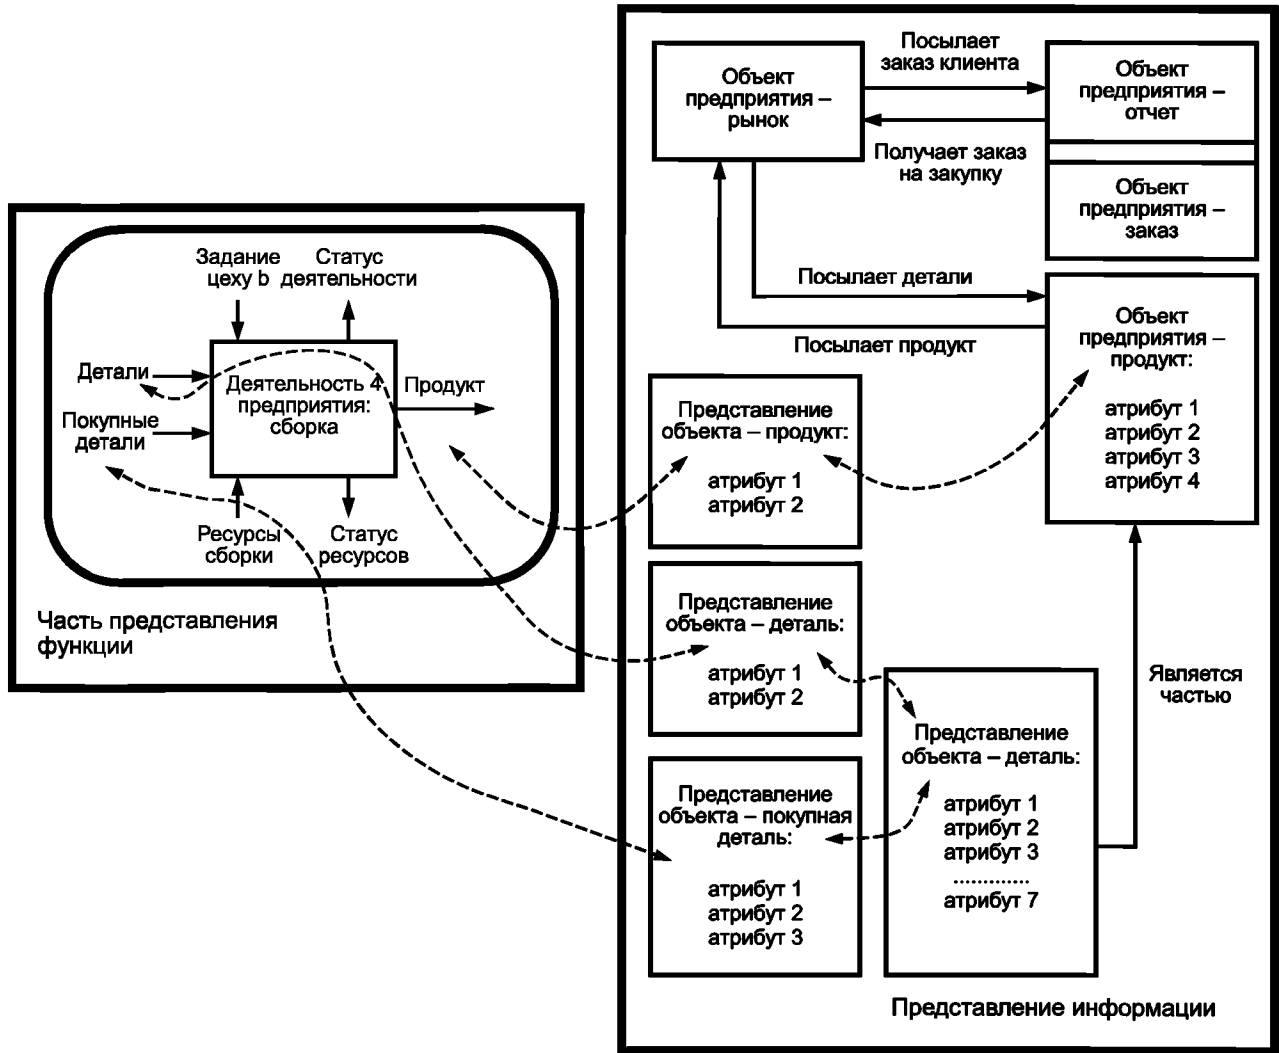 Задание
цеху b
Статус
деятельности
Детали
Покупные
детали
Деятельность 4
предприятия:
сборка
Продукт
Ресурсы
сборки
Статус
ресурсов
Часть представления
функции
Объект
предприятия –
рынок
Посылает
заказ клиента
Получает заказ
на закупку
Объект
предприятия –
отчет
Объект
предприятия –
заказ
Посылает детали
Посылает продукт
Объект
предприятия –
продукт:
атрибут 1
атрибут 2
атрибут 3
атрибут 4
Представление
объекта – продукт:
атрибут 1
атрибут 2
Представление
объекта – деталь:
атрибут 1
атрибут 2
Представление
объекта – покупная
деталь:
атрибут 1
атрибут 2
атрибут 3
Представление
объекта – деталь:
атрибут 1
атрибут 2
атрибут 3
.............
атрибут 7
Является
частью
Представление информации